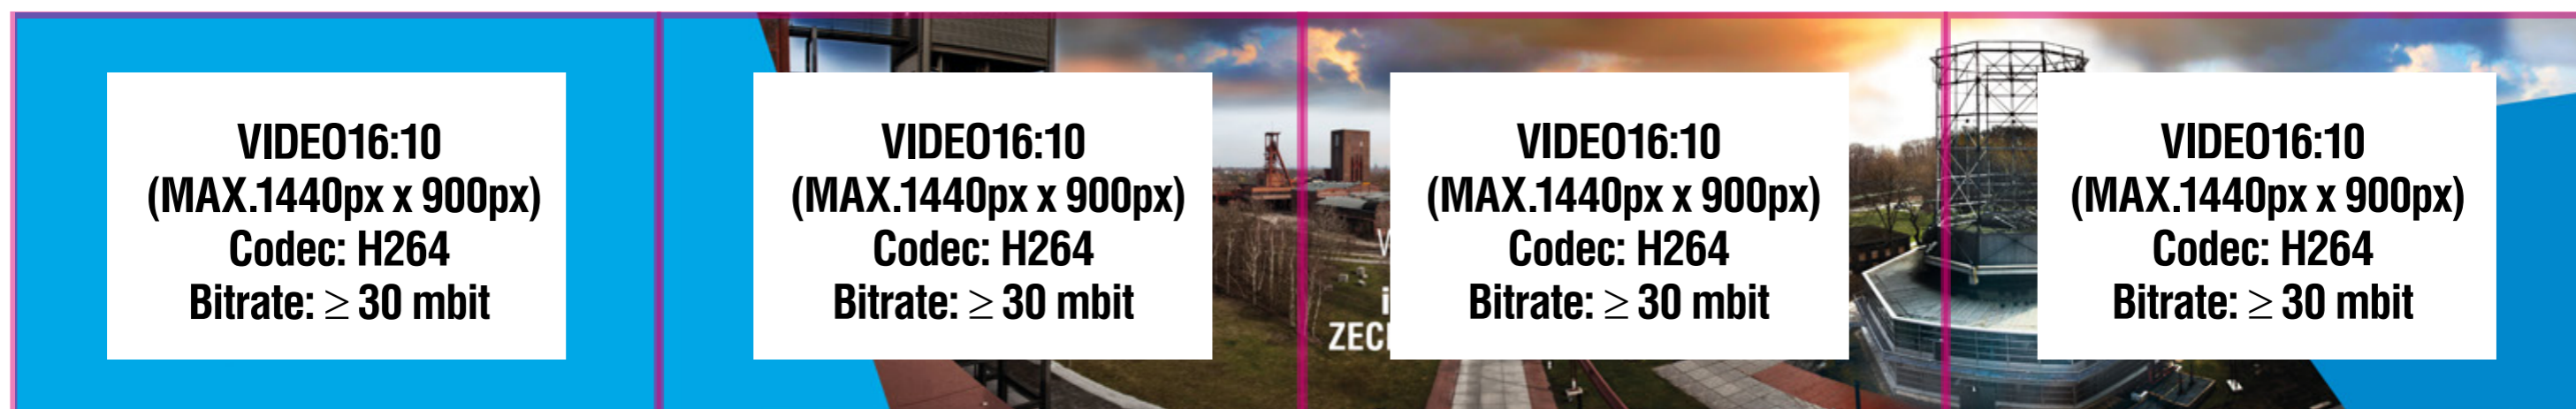 VIDEO16:10
(MAX.1440px x 900px)
Codec: H264
Bitrate: ≥ 30 mbit
VIDEO16:10
(MAX.1440px x 900px)
Codec: H264
Bitrate: ≥ 30 mbit
VIDEO16:10
(MAX.1440px x 900px)
Codec: H264
Bitrate: ≥ 30 mbit
VIDEO16:10
(MAX.1440px x 900px)
Codec: H264
Bitrate: ≥ 30 mbit